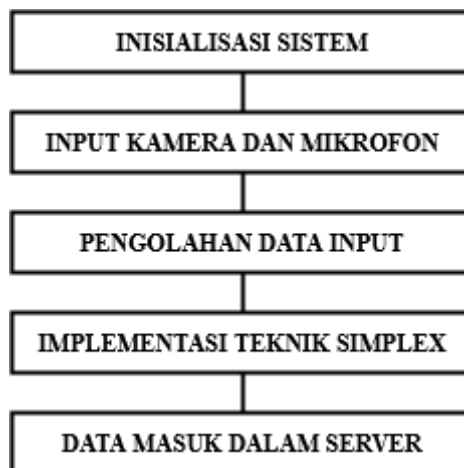 INISIALISASI SISTEM
INPUT KAMERA DAN MIKROFON
PENGOLAHAN DATA INPUT
IMPLEMENTASI TEKNIK SIMPLEX
DATA MASUK DALAM SERVER